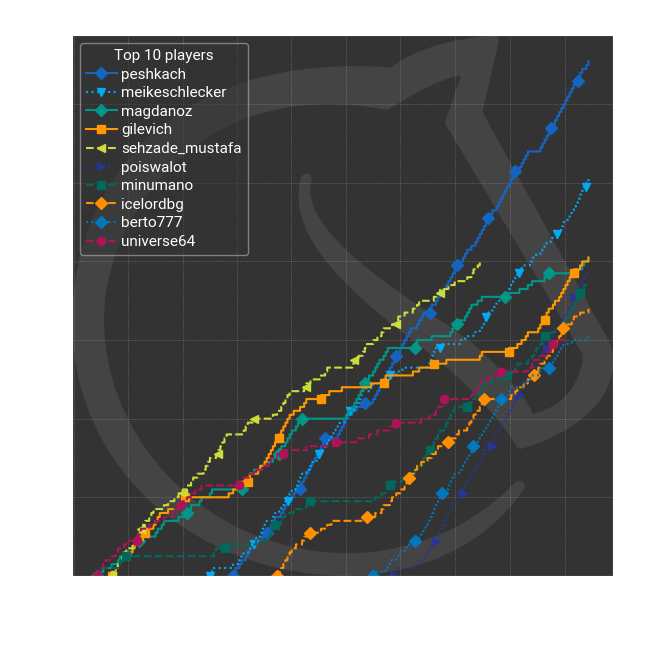 Top 10 players
peshkach
meikeschlecker
magdanoz
gilevich
sehzade_mustafa
poiswalot
minumano
icelordbg
berto777
universe64